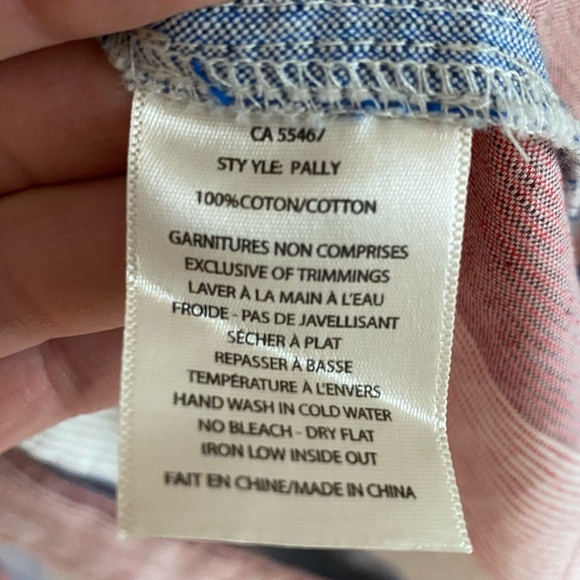 CA 55467
STY YLE: PALLY
100%COTON/COTTON
GARNITURES NON COMPRISES
EXCLUSIVE OF TRIMMINGS
LAVER À LA MAIN À L'EAU
FROIDE - PAS DE JAVELLISANT
SÉCHER À PLAT
REPASSER À BASSE
TEMPÉRATURE À L'ENVERS
HAND WASH IN COLD WATER
NO BLEACH - DRY FLAT
IRON LOW INSIDE OUT
FAIT EN CHINE/MADE IN CHINA